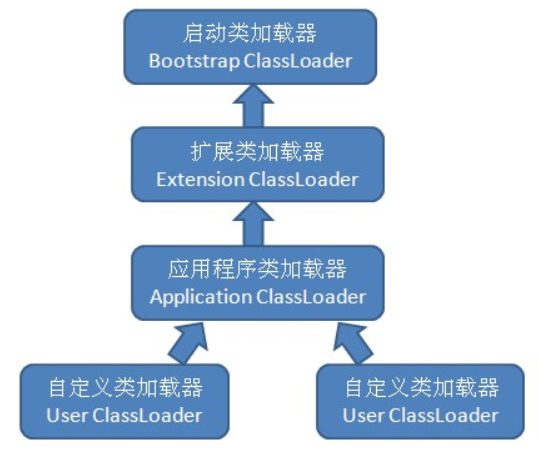 启动类加载器
Bootstrap ClassLoader
扩展类加载器
Extension ClassLoader
应用程序类加载器
Application ClassLoader
自定义类加载器
User ClassLoader
自定义类加载器
User ClassLoader